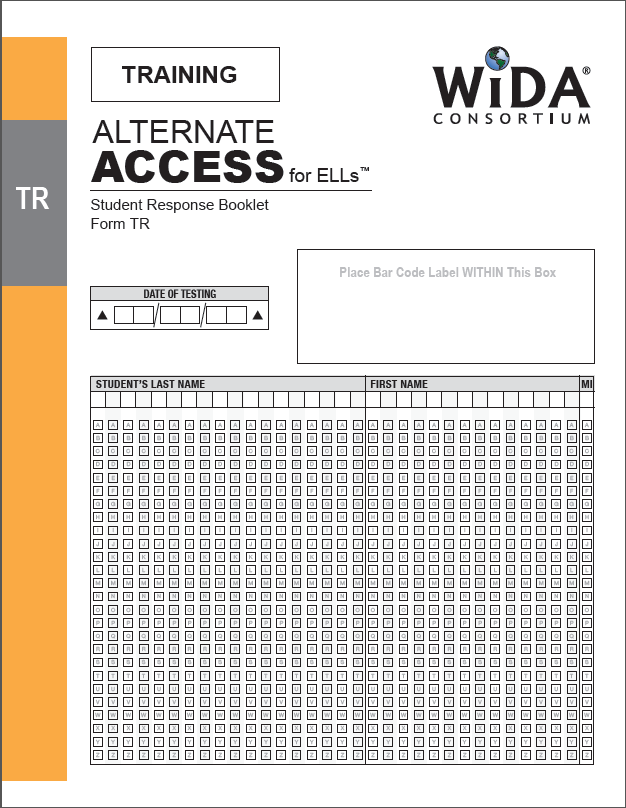 TRAINING
WiDA®
CONSORTIUM
ALTERNATE
ACCESS for ELLs™
TR
Student Response Booklet
Form TR
Place Bar Code Label WITHIN This Box
DATE OF TESTING
▲ / / ▲
STUDENT'S LAST NAME FIRST NAME MI
A A A A A A A A A A A A A A A A A A A A A A A A A A A A A A A A A
B B B B B B B B B B B B B B B B B B B B B B B B B B B B B B B B B
C C C C C C C C C C C C C C C C C C C C C C C C C C C C C C C C C
D D D D D D D D D D D D D D D D D D D D D D D D D D D D D D D D D
E E E E E E E E E E E E E E E E E E E E E E E E E E E E E E E E E
F F F F F F F F F F F F F F F F F F F F F F F F F F F F F F F F F
G G G G G G G G G G G G G G G G G G G G G G G G G G G G G G G G G
H H H H H H H H H H H H H H H H H H H H H H H H H H H H H H H H H
I I I I I I I I I I I I I I I I I I I I I I I I I I I I I I I I I
J J J J J J J J J J J J J J J J J J J J J J J J J J J J J J J J J
K K K K K K K K K K K K K K K K K K K K K K K K K K K K K K K K K
L L L L L L L L L L L L L L L L L L L L L L L L L L L L L L L L L
M M M M M M M M M M M M M M M M M M M M M M M M M M M M M M M M M
N N N N N N N N N N N N N N N N N N N N N N N N N N N N N N N N N
O O O O O O O O O O O O O O O O O O O O O O O O O O O O O O O O O
P P P P P P P P P P P P P P P P P P P P P P P P P P P P P P P P P
Q Q Q Q Q Q Q Q Q Q Q Q Q Q Q Q Q Q Q Q Q Q Q Q Q Q Q Q Q Q Q Q Q
R R R R R R R R R R R R R R R R R R R R R R R R R R R R R R R R R
S S S S S S S S S S S S S S S S S S S S S S S S S S S S S S S S S
T T T T T T T T T T T T T T T T T T T T T T T T T T T T T T T T T
U U U U U U U U U U U U U U U U U U U U U U U U U U U U U U U U U
V V V V V V V V V V V V V V V V V V V V V V V V V V V V V V V V V
W W W W W W W W W W W W W W W W W W W W W W W W W W W W W W W W W
X X X X X X X X X X X X X X X X X X X X X X X X X X X X X X X X X
Y Y Y Y Y Y Y Y Y Y Y Y Y Y Y Y Y Y Y Y Y Y Y Y Y Y Y Y Y Y Y Y Y
Z Z Z Z Z Z Z Z Z Z Z Z Z Z Z Z Z Z Z Z Z Z Z Z Z Z Z Z Z Z Z Z Z